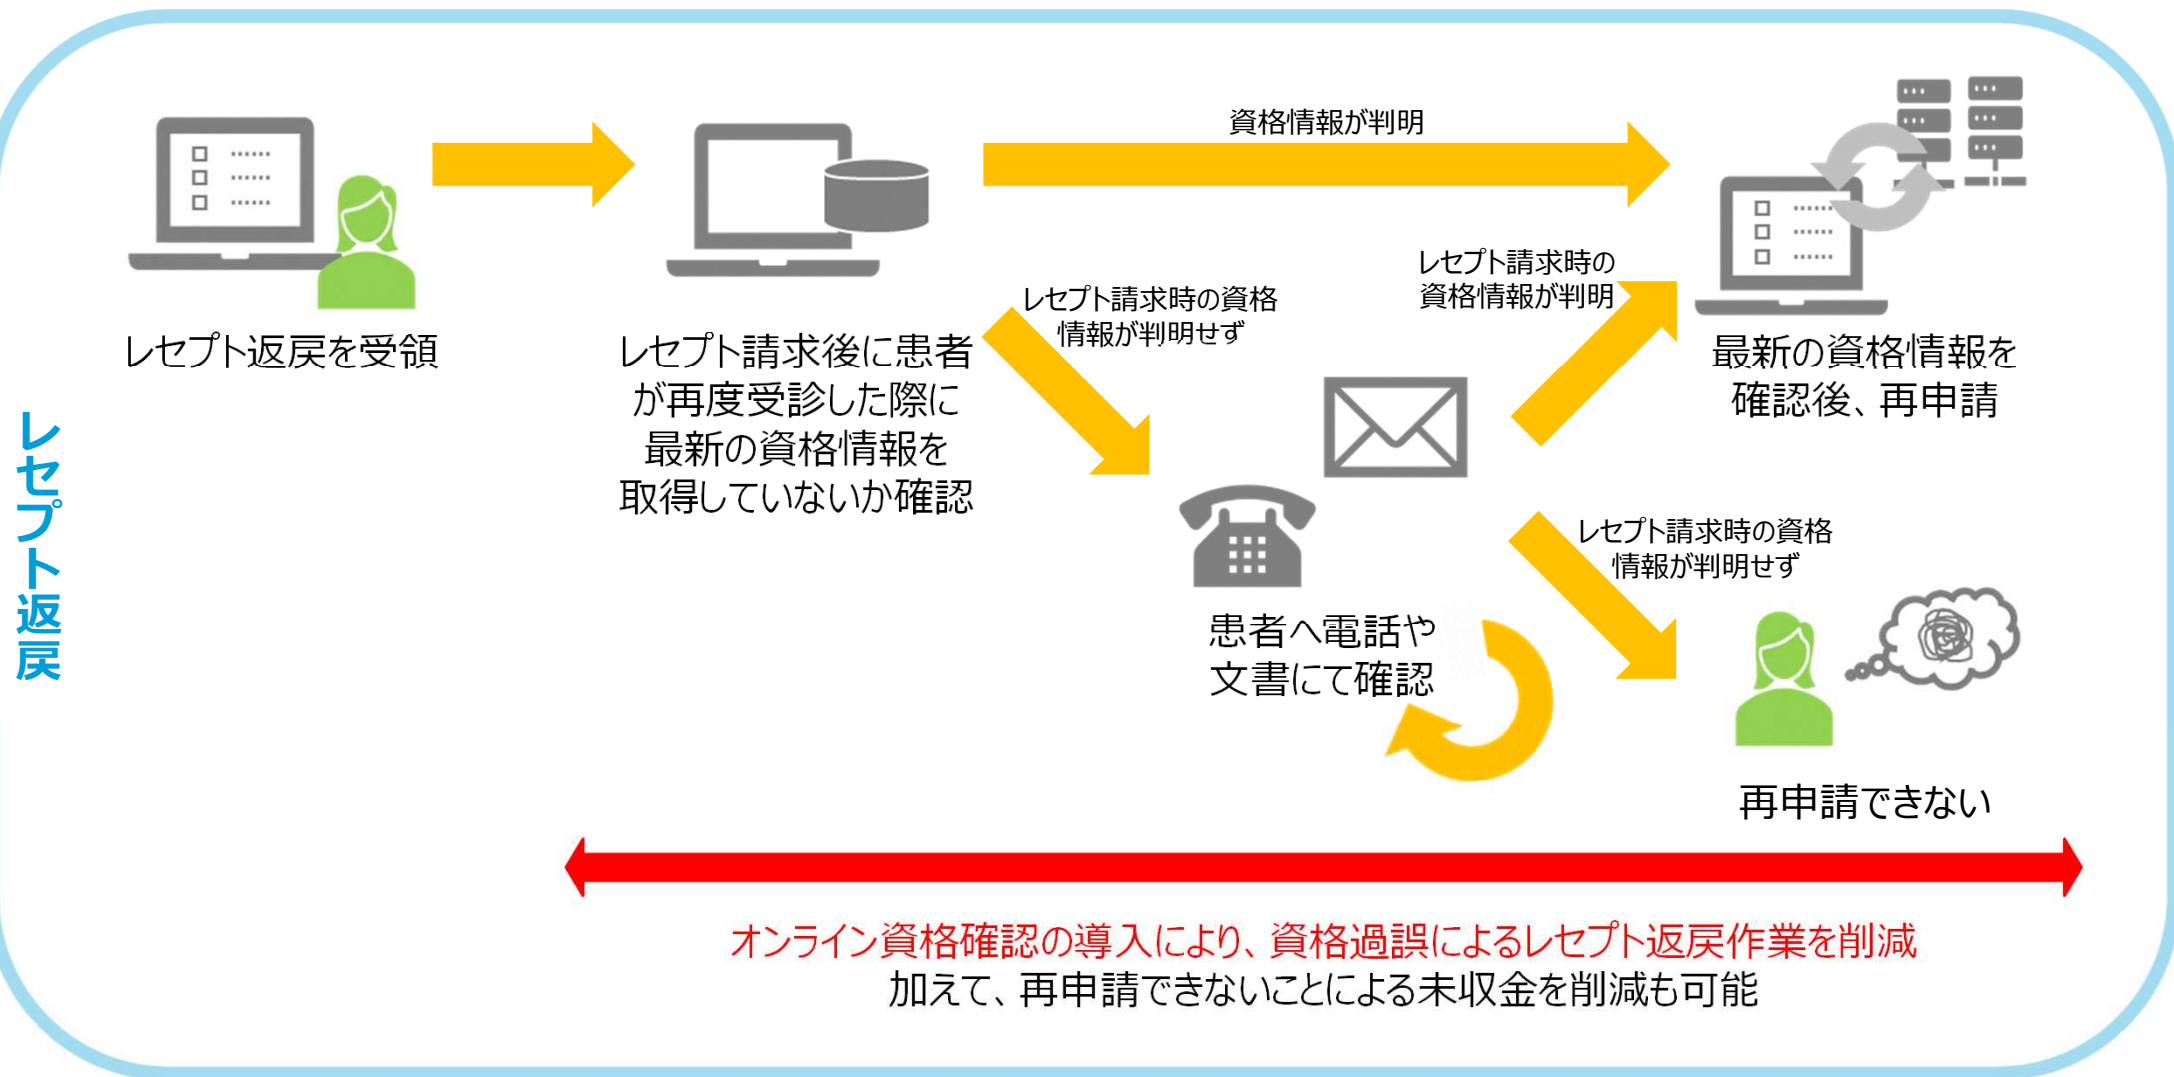 レセプト返戻
レセプト返戻を受領
レセプト請求後に患者
が再度受診した際に
最新の資格情報を
取得していないか確認
資格情報が判明
レセプト請求時の資格
情報が判明せず
レセプト請求時の
資格情報が判明
最新の資格情報を
確認後、再申請
患者へ電話や
文書にて確認
レセプト請求時の資格
情報が判明せず
再申請できない
オンライン資格確認の導入により、資格過誤によるレセプト返戻作業を削減
加えて、再申請できないことによる未収金を削減も可能